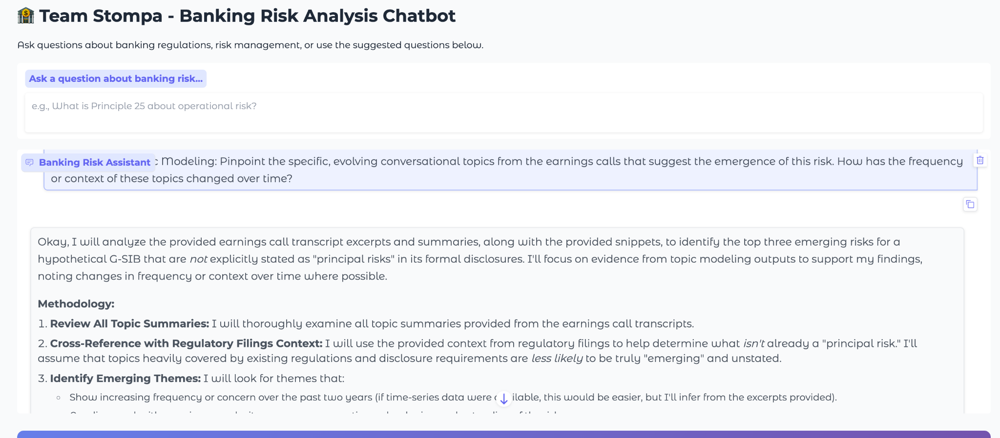 Team Stompa - Banking Risk Analysis Chatbot
Ask questions about banking regulations, risk management, or use the suggested questions below.
Ask a question about banking risk...
e.g., What is Principle 25 about operational risk?
Banking Risk Assistant
c Modeling: Pinpoint the specific, evolving conversational topics from the earnings calls that suggest the emergence of this risk. How has the frequency
or context of these topics changed over time?
Okay, I will analyze the provided earnings call transcript excerpts and summaries, along with the provided snippets, to identify the top three emerging risks for a
hypothetical G-SIB that are not explicitly stated as "principal risks" in its formal disclosures. I'll focus on evidence from topic modeling outputs to support my findings,
noting changes in frequency or context over time where possible.
Methodology:
1. Review All Topic Summaries: I will thoroughly examine all topic summaries provided from the earnings call transcripts.
2. Cross-Reference with Regulatory Filings Context: I will use the provided context from regulatory filings to help determine what isn't already a "principal risk." I'll
assume that topics heavily covered by existing regulations and disclosure requirements are less likely to be truly "emerging" and unstated.
3. Identify Emerging Themes: I will look for themes that:
Show increasing frequency or concern over the past two years (if time-series data were ilable, this would be easier, but I'll infer from the excerpts provided).